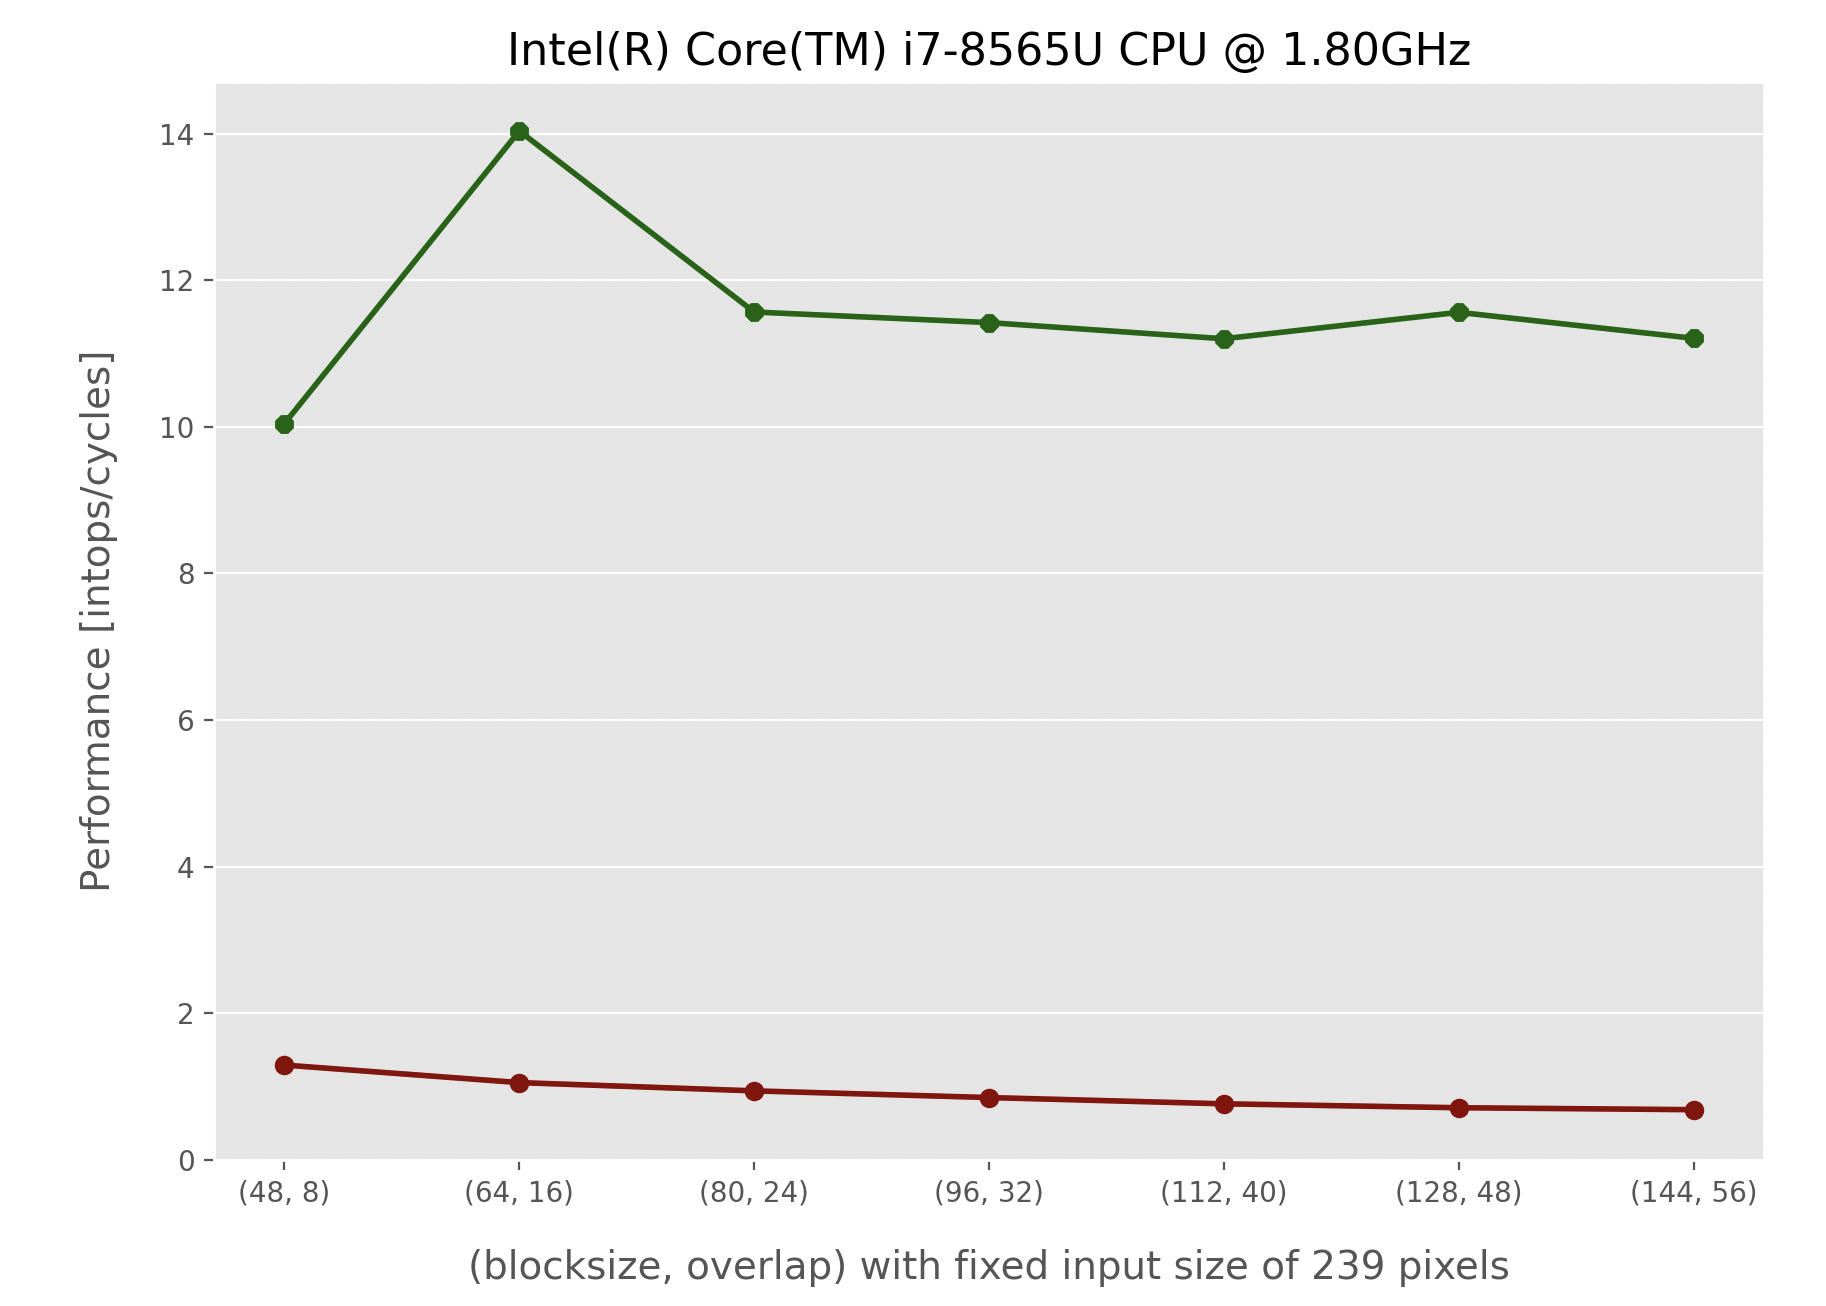 Intel(R) Core(TM) i7-8565U CPU @ 1.80GHz
Performance [intops/cycles]
14
12
10
8
6
4
2
0
(48, 8) (64, 16) (80, 24) (96, 32) (112, 40) (128, 48) (144, 56)
(blocksize, overlap) with fixed input size of 239 pixels